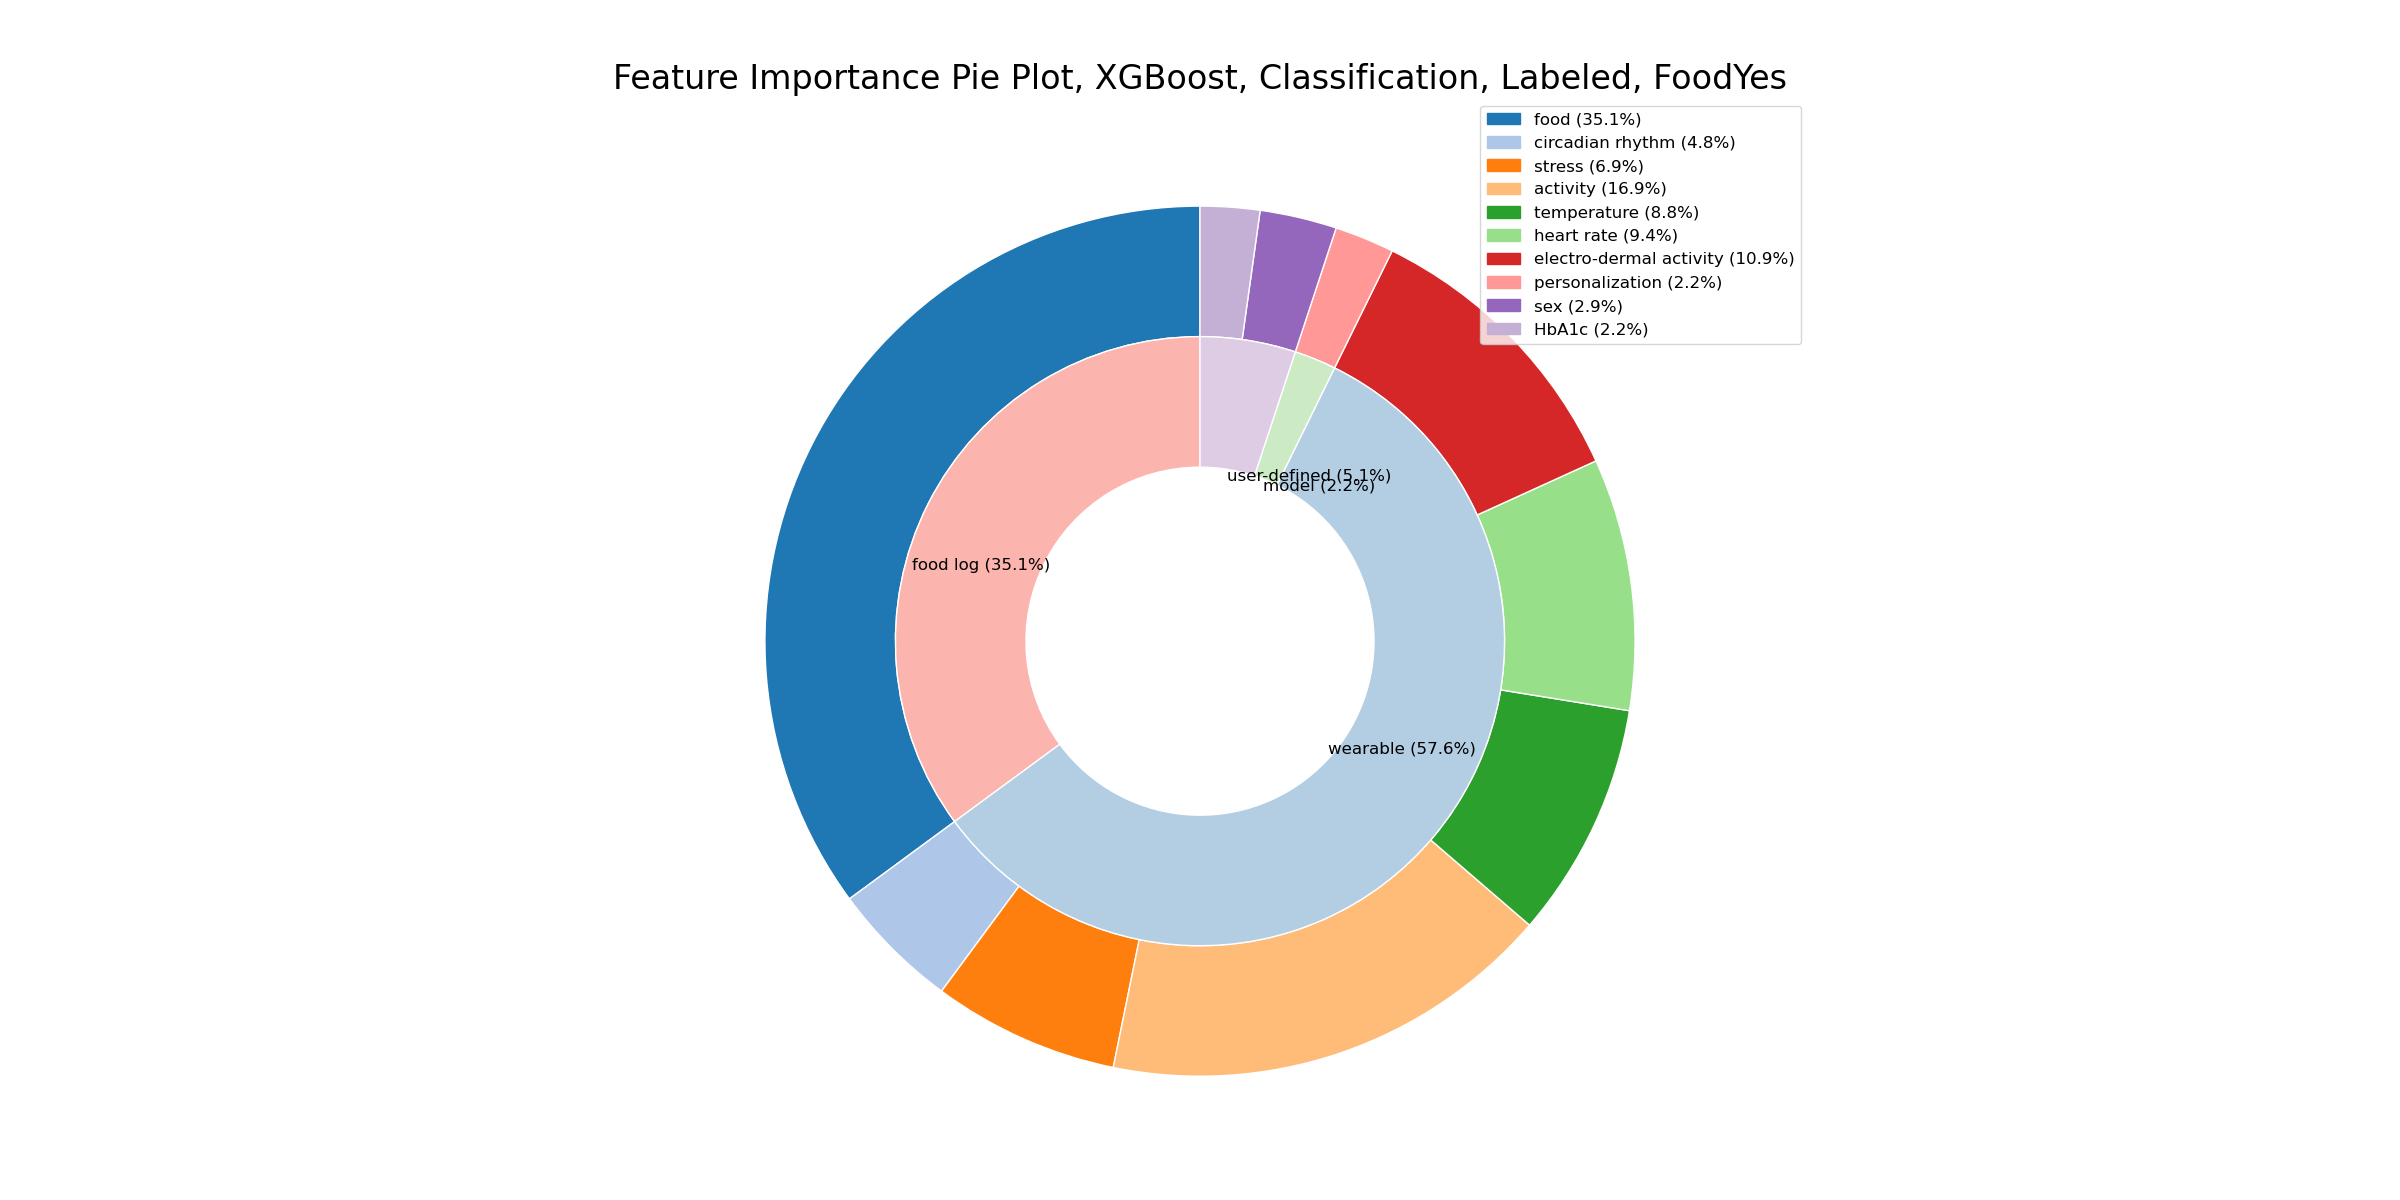 Feature Importance Pie Plot, XGBoost, Classification, Labeled, FoodYes
food (35.1%)
circadian rhythm (4.8%)
stress (6.9%)
activity (16.9%)
temperature (8.8%)
heart rate (9.4%)
electro-dermal activity (10.9%)
personalization (2.2%)
sex (2.9%)
HbA1c (2.2%)
user-defined (5.1%)
model (2.2%)
food log (35.1%)
wearable (57.6%)